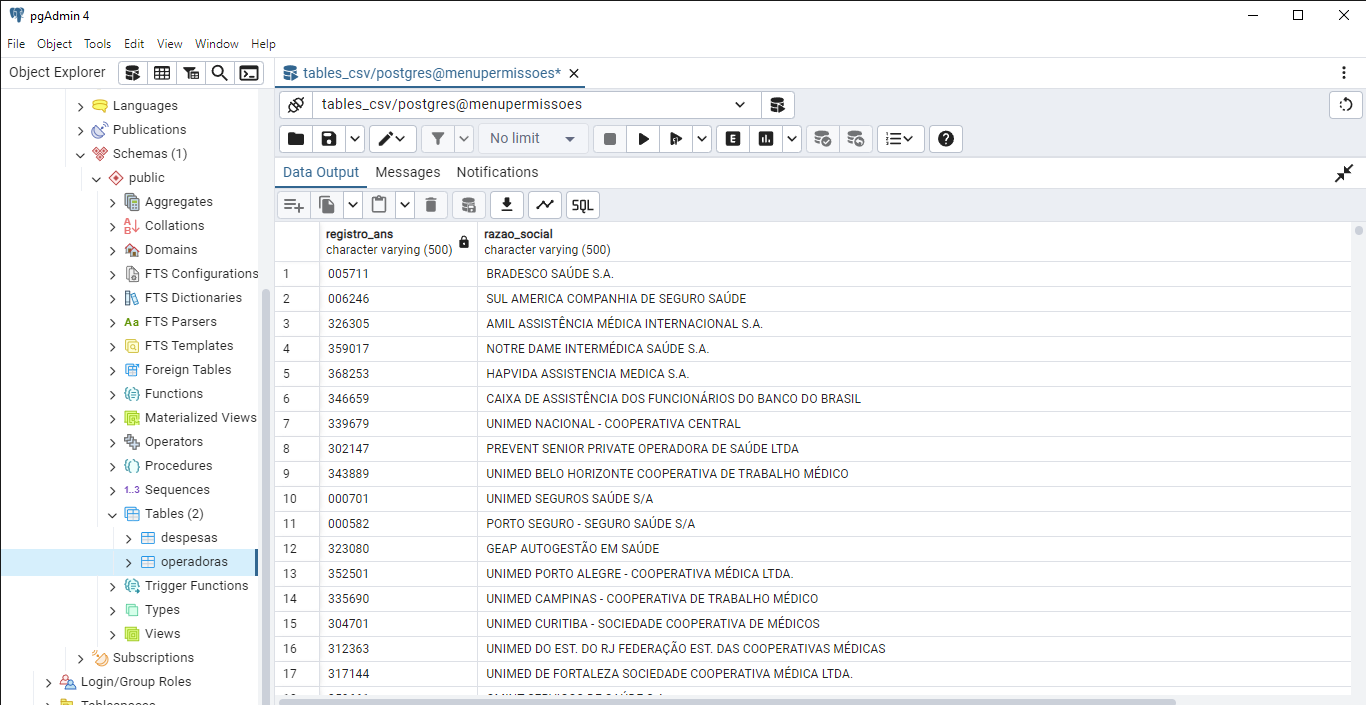 pgAdmin 4
File Object Tools Edit View Window Help
Object Explorer
tables_csv/postgres@menupermissoes*
tables_csv/postgres@menupermissoes
No limit
E
Data Output Messages Notifications
SQL
Languages
Publications
Schemas (1)
public
Aggregates
Collations
Domains
FTS Configurations
FTS Dictionaries
Aa FTS Parsers
FTS Templates
Foreign Tables
Functions
Materialized Views
Operators
Procedures
1..3 Sequences
Tables (2)
despesas
operadoras
Trigger Functions
Types
Views
Subscriptions
Login/Group Roles
registro_ans razao_social
character varying (500) character varying (500)
1 005711 BRADESCO SAÚDE S.A.
2 006246 SUL AMERICA COMPANHIA DE SEGURO SAÚDE
3 326305 AMIL ASSISTÊNCIA MÉDICA INTERNACIONAL S.A.
4 359017 NOTRE DAME INTERMÉDICA SAÚDE S.A.
5 368253 HAPVIDA ASSISTENCIA MEDICA S.A.
6 346659 CAIXA DE ASSISTÊNCIA DOS FUNCIONÁRIOS DO BANCO DO BRASIL
7 339679 UNIMED NACIONAL - COOPERATIVA CENTRAL
8 302147 PREVENT SENIOR PRIVATE OPERADORA DE SAÚDE LTDA
9 343889 UNIMED BELO HORIZONTE COOPERATIVA DE TRABALHO MÉDICO
10 000701 UNIMED SEGUROS SAÚDE S/A
11 000582 PORTO SEGURO - SEGURO SAÚDE S/A
12 323080 GEAP AUTOGESTÃO EM SAÚDE
13 352501 UNIMED PORTO ALEGRE - COOPERATIVA MÉDICA LTDA.
14 335690 UNIMED CAMPINAS - COOPERATIVA DE TRABALHO MÉDICO
15 304701 UNIMED CURITIBA - SOCIEDADE COOPERATIVA DE MÉDICOS
16 312363 UNIMED DO EST. DO RJ FEDERAÇÃO EST. DAS COOPERATIVAS MÉDICAS
17 317144 UNIMED DE FORTALEZA SOCIEDADE COOPERATIVA MÉDICA LTDA.